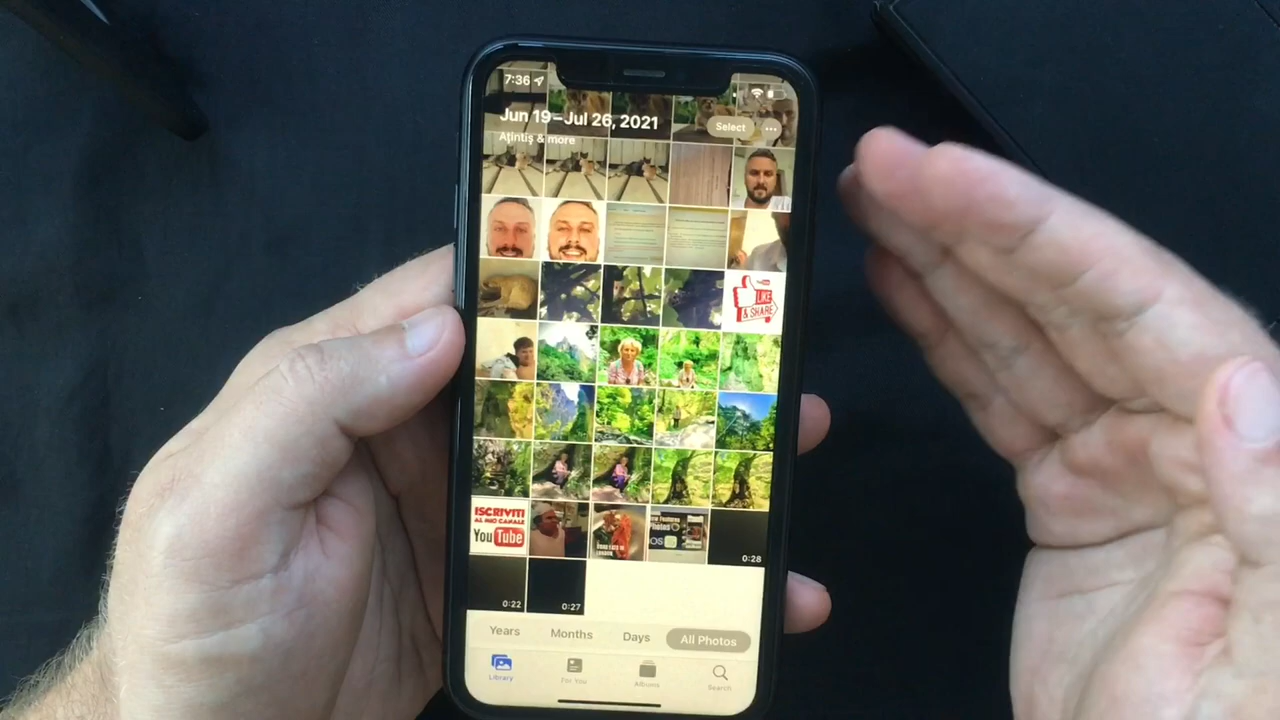 7:36
Jun 19–Jul 26, 2021
Select
Ațintiș & more
LIKE
& SHARE
ISCRIVITI
AL MIO CANALE
YouTube
0:28
0:22
0:27
Years
Months
Days
All Photos
Library
For You
Albums
Search